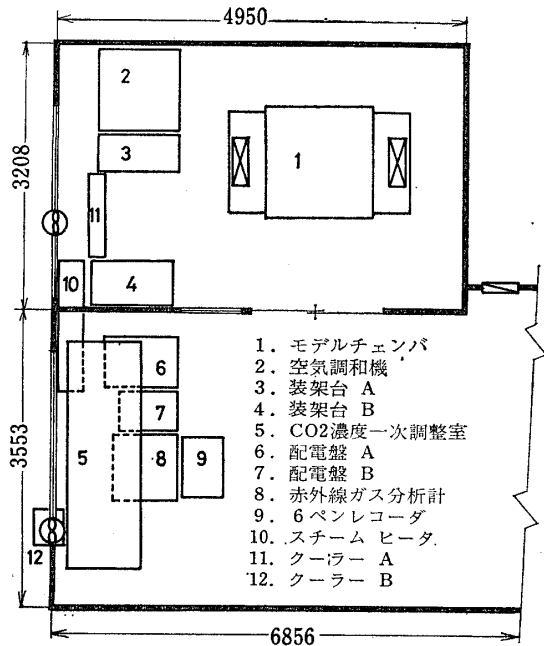 4950
2
3
1
11
3208
10
4
6
7
5
8
9
3553
12
6856
1. モデルチェンバ
2. 空気調和機
3. 装架台 A
4. 装架台 B
5. CO2濃度一次調整室
6. 配電盤 A
7. 配電盤 B
8. 赤外線ガス分析計
9. 6ペンレコーダ
10. スチーム ヒータ
11. クーラー A
12. クーラー B